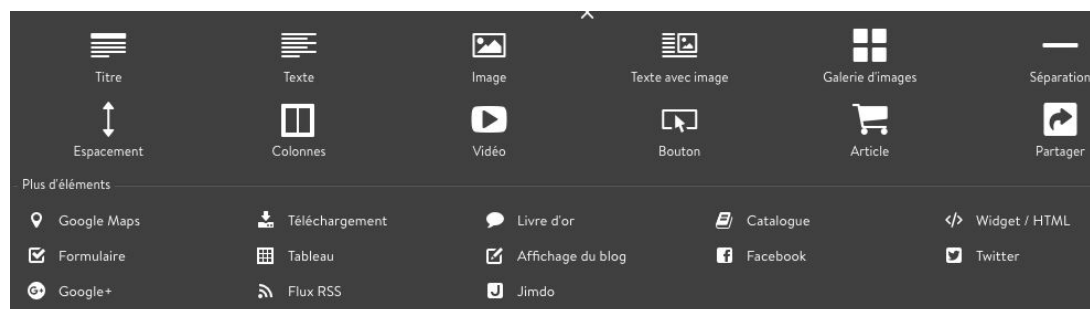 Titre Texte Image Texte avec image Galerie d'images Séparation
Espacement Colonnes Vidéo Bouton Article Partager
Plus d'éléments
Google Maps Téléchargement Livre d'or Catalogue Widget / HTML
Formulaire Tableau Affichage du blog Facebook Twitter
Google+ Flux RSS Jimdo